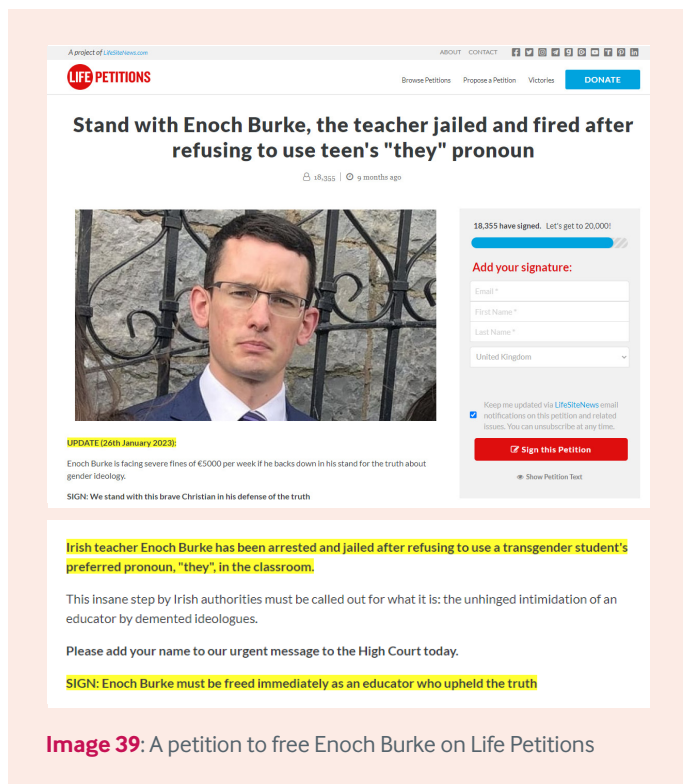 A project of LifeSiteNews.com
ABOUT CONTACT
LIFE PETITIONS
Browse Petitions Propose a Petition Victories DONATE
Stand with Enoch Burke, the teacher jailed and fired after
refusing to use teen's "they" pronoun
18,355 | 9 months ago
18,355 have signed. Let's get to 20,000!
Add your signature:
Email *
First Name *
Last Name *
United Kingdom
Keep me updated via LifeSiteNews email
notifications on this petition and related
issues. You can unsubscribe at any time.
Sign this Petition
Show Petition Text
UPDATE (26th January 2023):
Enoch Burke is facing severe fines of €5000 per week if he backs down in his stand for the truth about
gender ideology.
SIGN: We stand with this brave Christian in his defense of the truth
Irish teacher Enoch Burke has been arrested and jailed after refusing to use a transgender student's
preferred pronoun, "they", in the classroom.
This insane step by Irish authorities must be called out for what it is: the unhinged intimidation of an
educator by demented ideologues.
Please add your name to our urgent message to the High Court today.
SIGN: Enoch Burke must be freed immediately as an educator who upheld the truth
Image 39: A petition to free Enoch Burke on Life Petitions